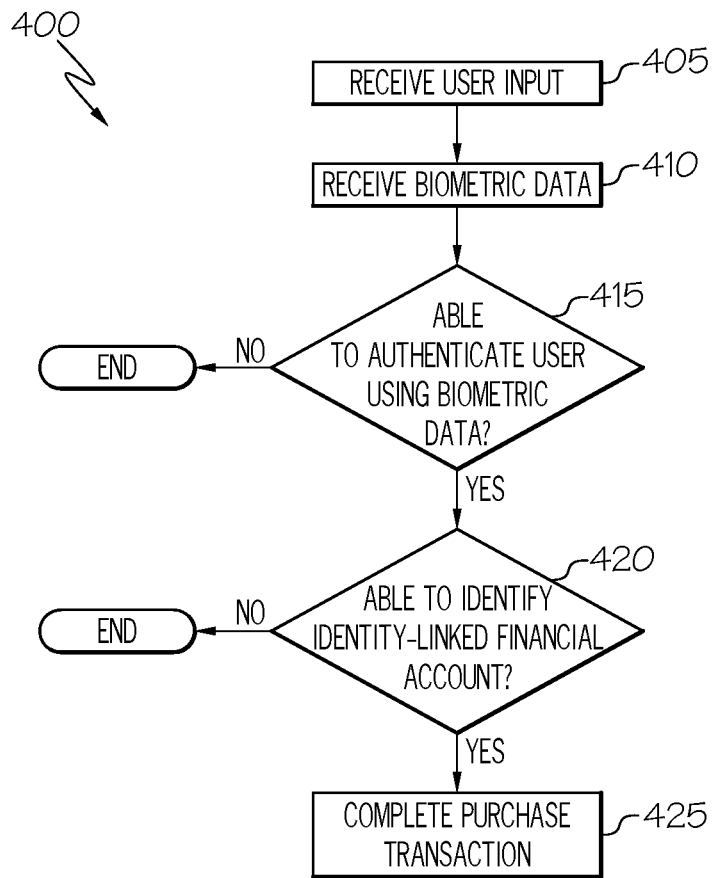 400
RECEIVE USER INPUT
405
RECEIVE BIOMETRIC DATA
410
ABLE
TO AUTHENTICATE USER
USING BIOMETRIC
DATA?
415
NO
END
YES
ABLE TO IDENTIFY
IDENTITY-LINKED FINANCIAL
ACCOUNT?
420
NO
END
YES
COMPLETE PURCHASE
TRANSACTION
425